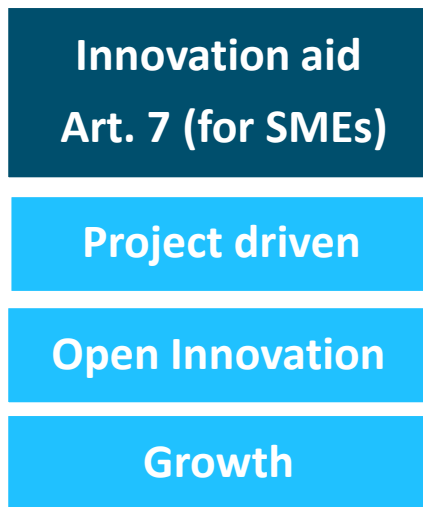 Innovation aid
Art. 7 (for SMEs)
Project driven
Open Innovation
Growth